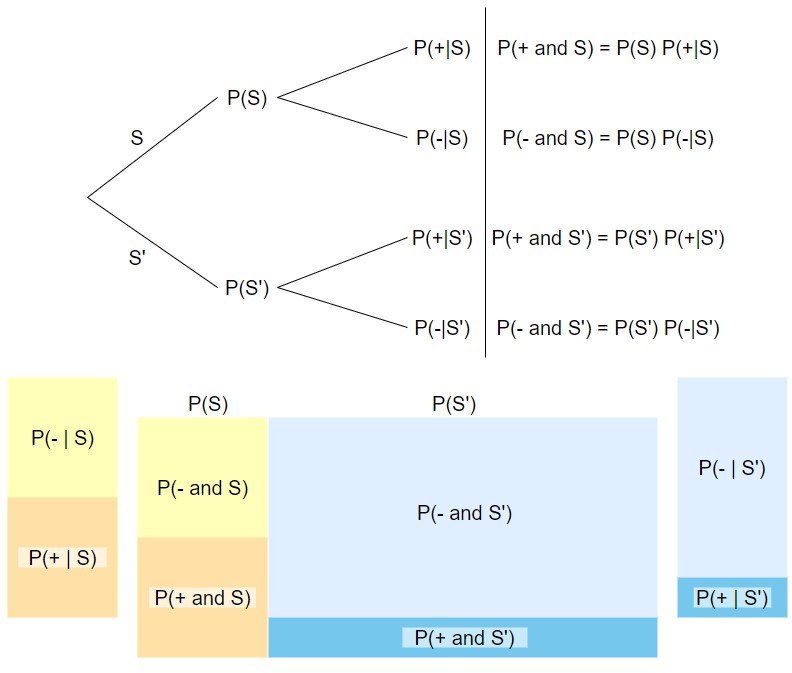 P(+|S) P(+ and S) = P(S) P(+|S)
P(S)
S
P(-|S) P(- and S) = P(S) P(-|S)
P(+|S') P(+ and S') = P(S') P(+|S')
S'
P(S')
P(-|S') P(- and S') = P(S') P(-|S')
P(S) P(S')
P(- | S)
P(- and S)
P(+ | S)
P(+ and S)
P(- and S')
P(+ and S')
P(- | S')
P(+ | S')